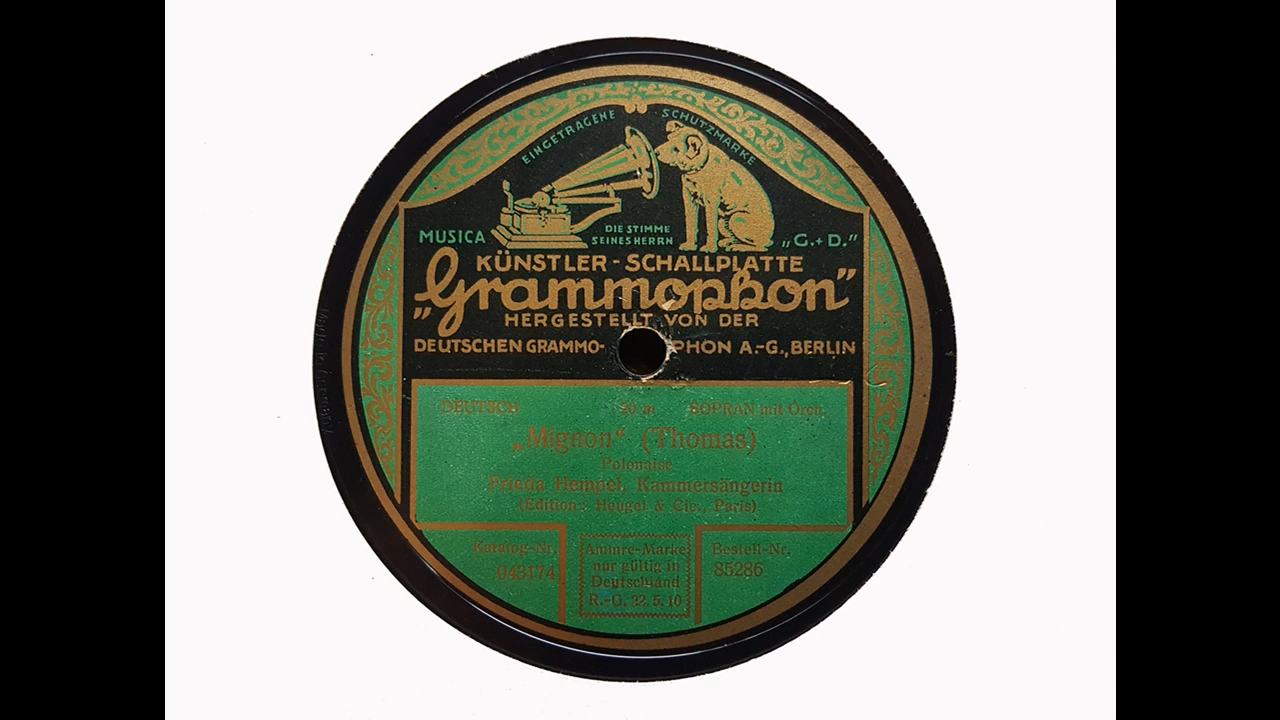 EINGETRAGENE SCHUTZMARKE
MUSICA
DIE STIMME
SEINES HERRN
„G.+D.”
KÜNSTLER-SCHALLPLATTE
„Grammophon”
HERGESTELLT VON DER
DEUTSCHEN GRAMMO-PHON A.-G., BERLIN
DEUTSCH 20 m SOPRAN mit Orch.
„Mignon“ (Thomas)
Polonaise
Frieda Hempel, Kammersängerin
(Edition: Heugel & Cie., Paris)
Katalog-Nr.
043174
Ammre-Marke
nur gültig in
Deutschland
R.-G. 32,5,10
Bestell-Nr.
85286